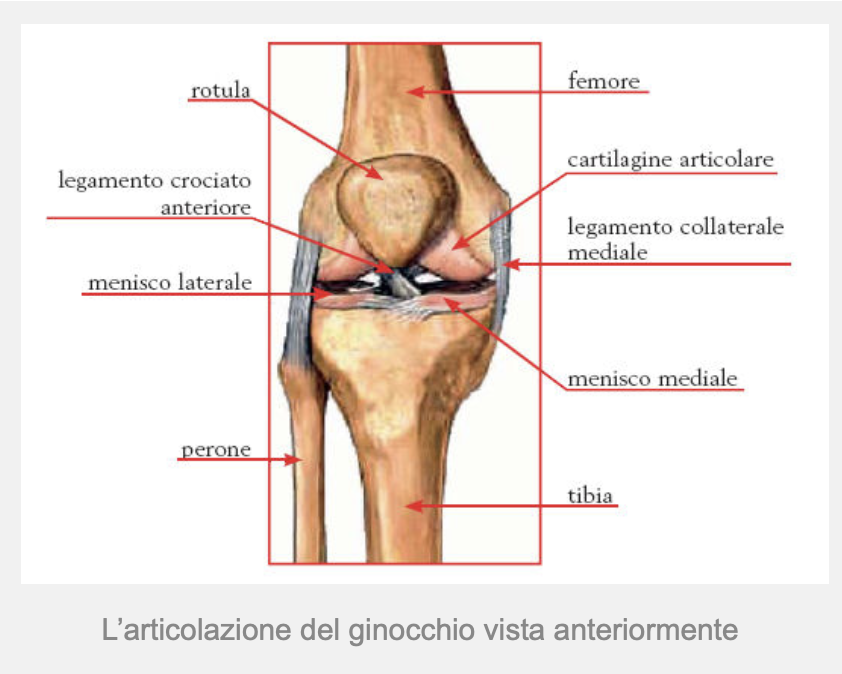 rotula
femore
cartilagine articolare
legamento crociato
anteriore
legamento collaterale
mediale
menisco laterale
menisco mediale
perone
tibia
L’articolazione del ginocchio vista anteriormente